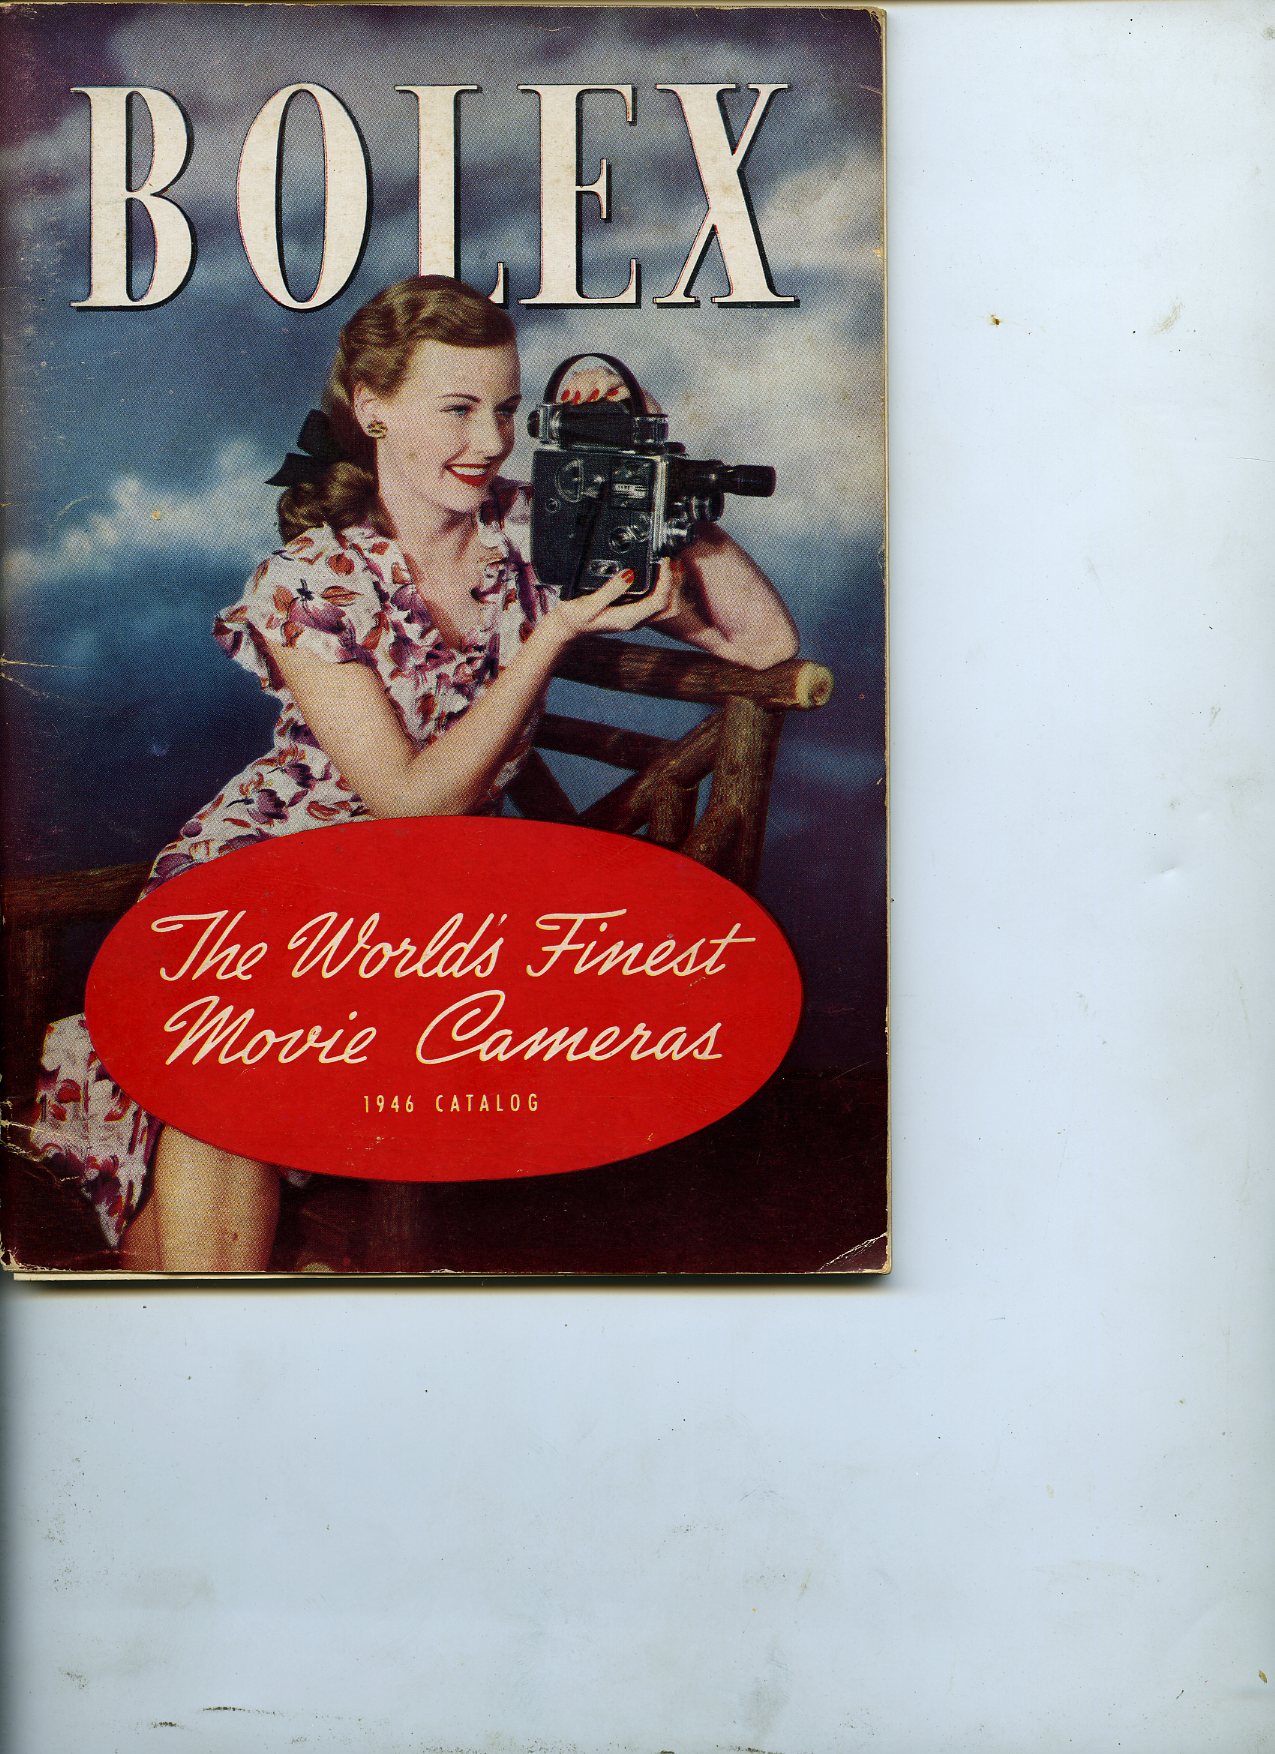 BOLEX
The World's Finest
Movie Cameras
1946 CATALOG